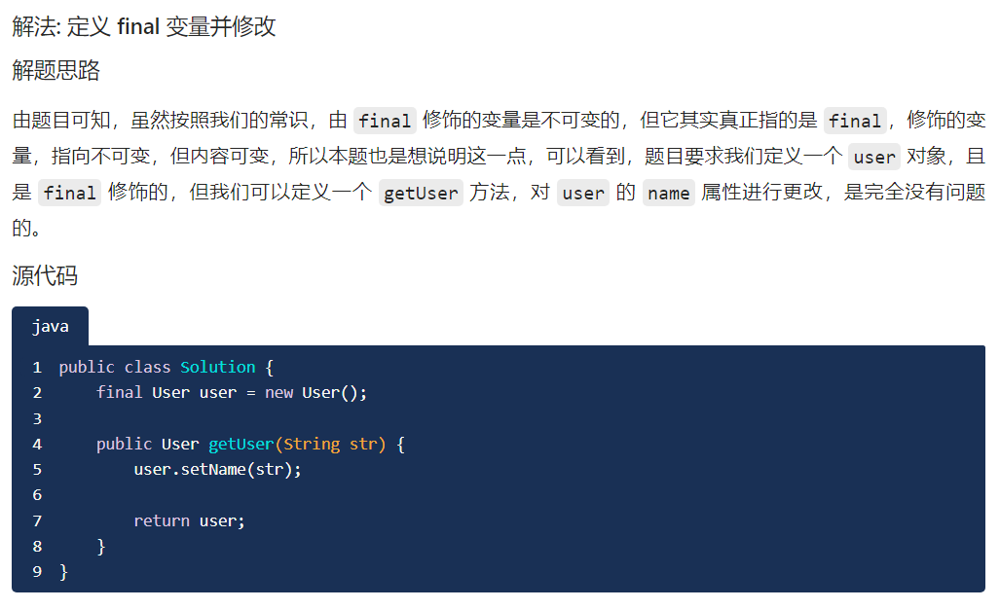 解法: 定义 final 变量并修改
解题思路
由题目可知，虽然按照我们的常识，由 final 修饰的变量是不可变的，但它其实真正指的是 final，修饰的变
量，指向不可变，但内容可变，所以本题也是想说明这一点，可以看到，题目要求我们定义一个 user 对象，且
是 final 修饰的，但我们可以定义一个 getUser 方法，对 user 的 name 属性进行更改，是完全没有问题
的。
源代码
java
1 public class Solution {
2     final User user = new User();
3
4     public User getUser(String str) {
5         user.setName(str);
6
7         return user;
8     }
9 }